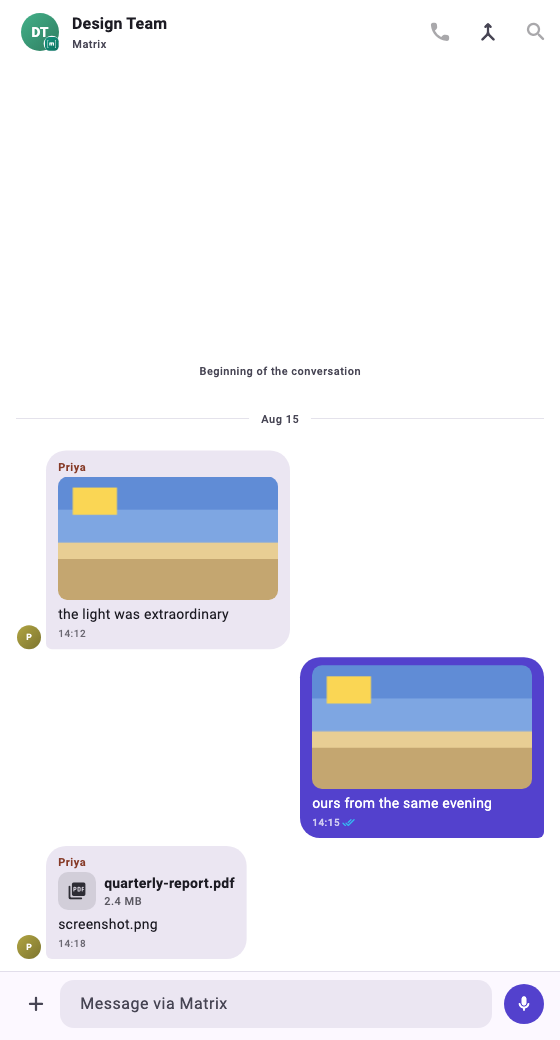 DT
[m]
Design Team
Matrix
Beginning of the conversation
Aug 15
Priya
the light was extraordinary
14:12
P
ours from the same evening
14:15
Priya
PDF
quarterly-report.pdf
2.4 MB
screenshot.png
14:18
P
Message via Matrix